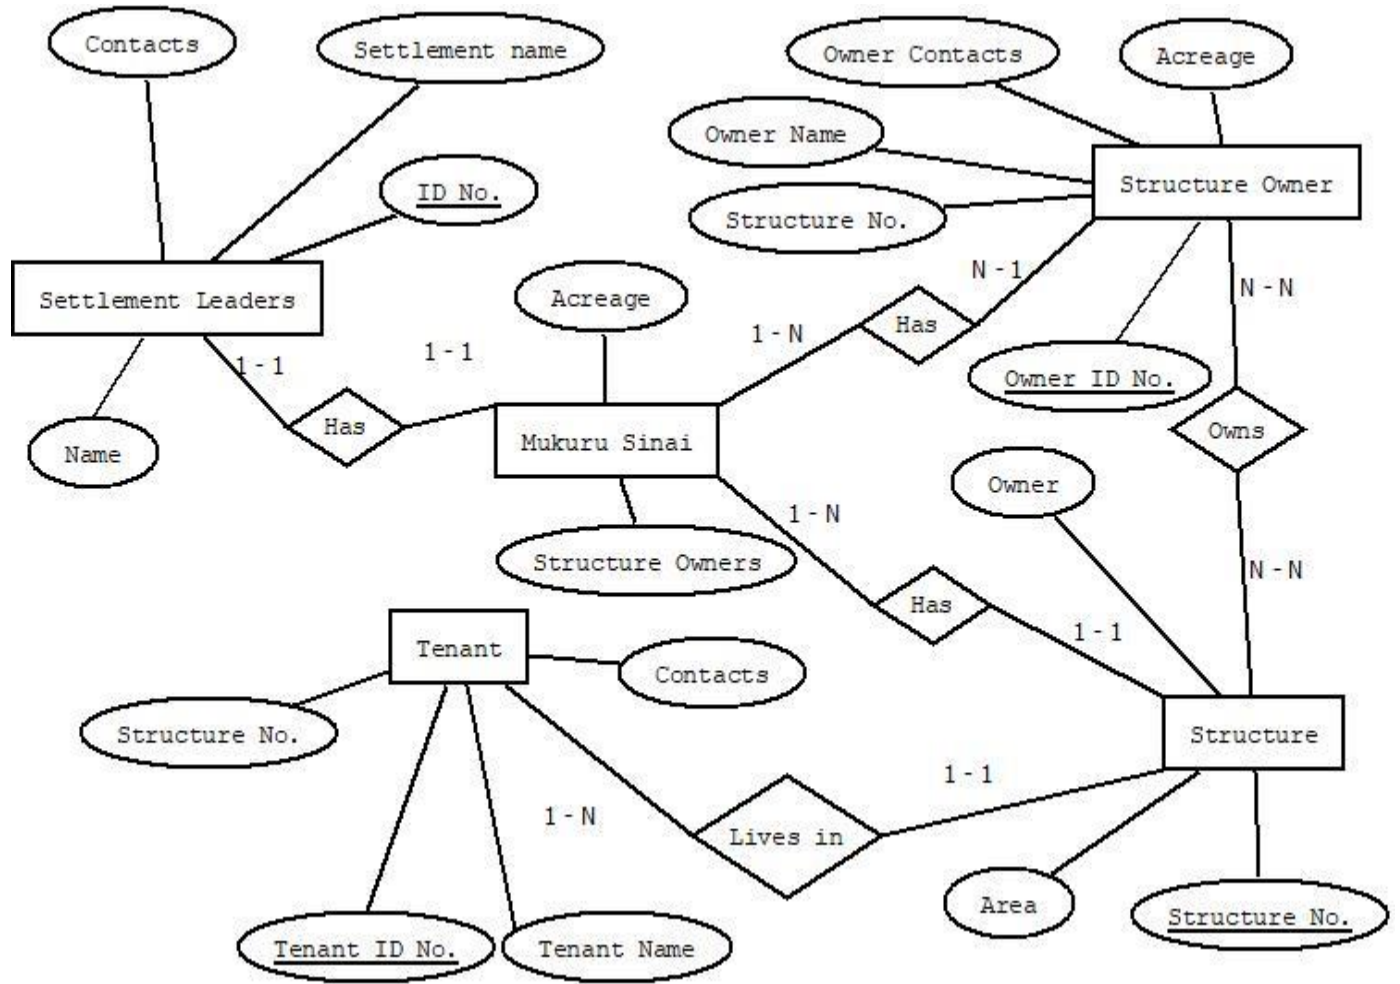 Contacts
Settlement name
Owner Contacts
Acreage
Owner Name
ID No.
Structure Owner
Structure No.
Settlement Leaders
Acreage
N - 1
N - N
Has
1 - N
1 - 1
1 - 1
Owner ID No.
Has
Mukuru Sinai
Owns
Name
Owner
1 - N
Structure Owners
N - N
Has
1 - 1
Tenant
Contacts
Structure No.
Structure
1 - 1
1 - N
Lives in
Area
Structure No.
Tenant ID No.
Tenant Name